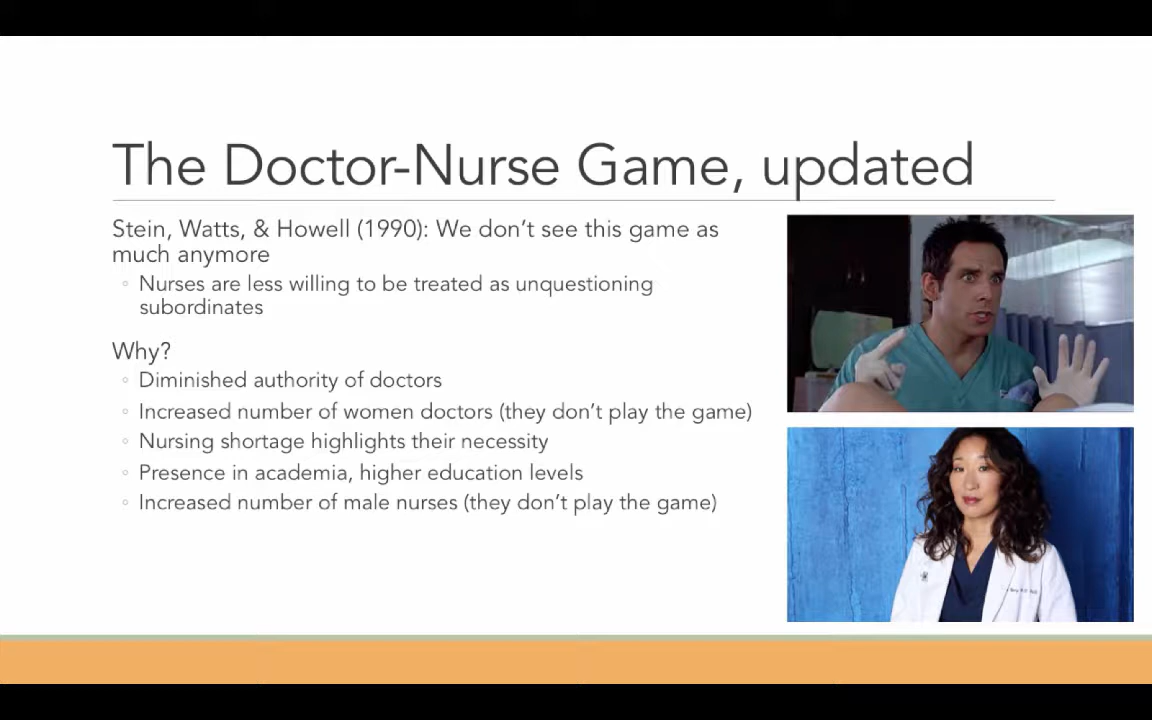 The Doctor-Nurse Game, updated
Stein, Watts, & Howell (1990): We don't see this game as
much anymore
◦ Nurses are less willing to be treated as unquestioning
subordinates
Why?
◦ Diminished authority of doctors
◦ Increased number of women doctors (they don't play the game)
◦ Nursing shortage highlights their necessity
◦ Presence in academia, higher education levels
◦ Increased number of male nurses (they don't play the game)